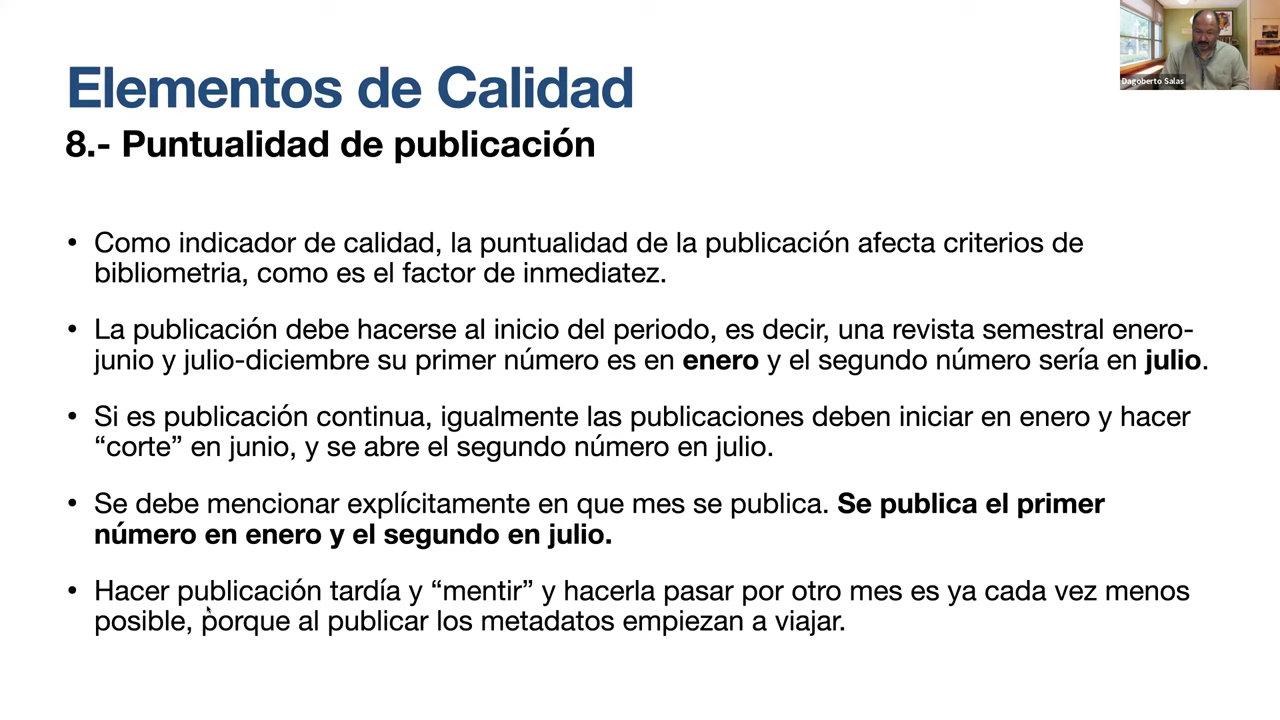 Elementos de Calidad
8.- Puntualidad de publicación
• Como indicador de calidad, la puntualidad de la publicación afecta criterios de
bibliometria, como es el factor de inmediatez.
• La publicación debe hacerse al inicio del periodo, es decir, una revista semestral enero-
junio y julio-diciembre su primer número es en enero y el segundo número sería en julio.
• Si es publicación continua, igualmente las publicaciones deben iniciar en enero y hacer
“corte” en junio, y se abre el segundo número en julio.
• Se debe mencionar explícitamente en que mes se publica. Se publica el primer
número en enero y el segundo en julio.
• Hacer publicación tardía y “mentir” y hacerla pasar por otro mes es ya cada vez menos
posible, porque al publicar los metadatos empiezan a viajar.
Dagoberto Salas